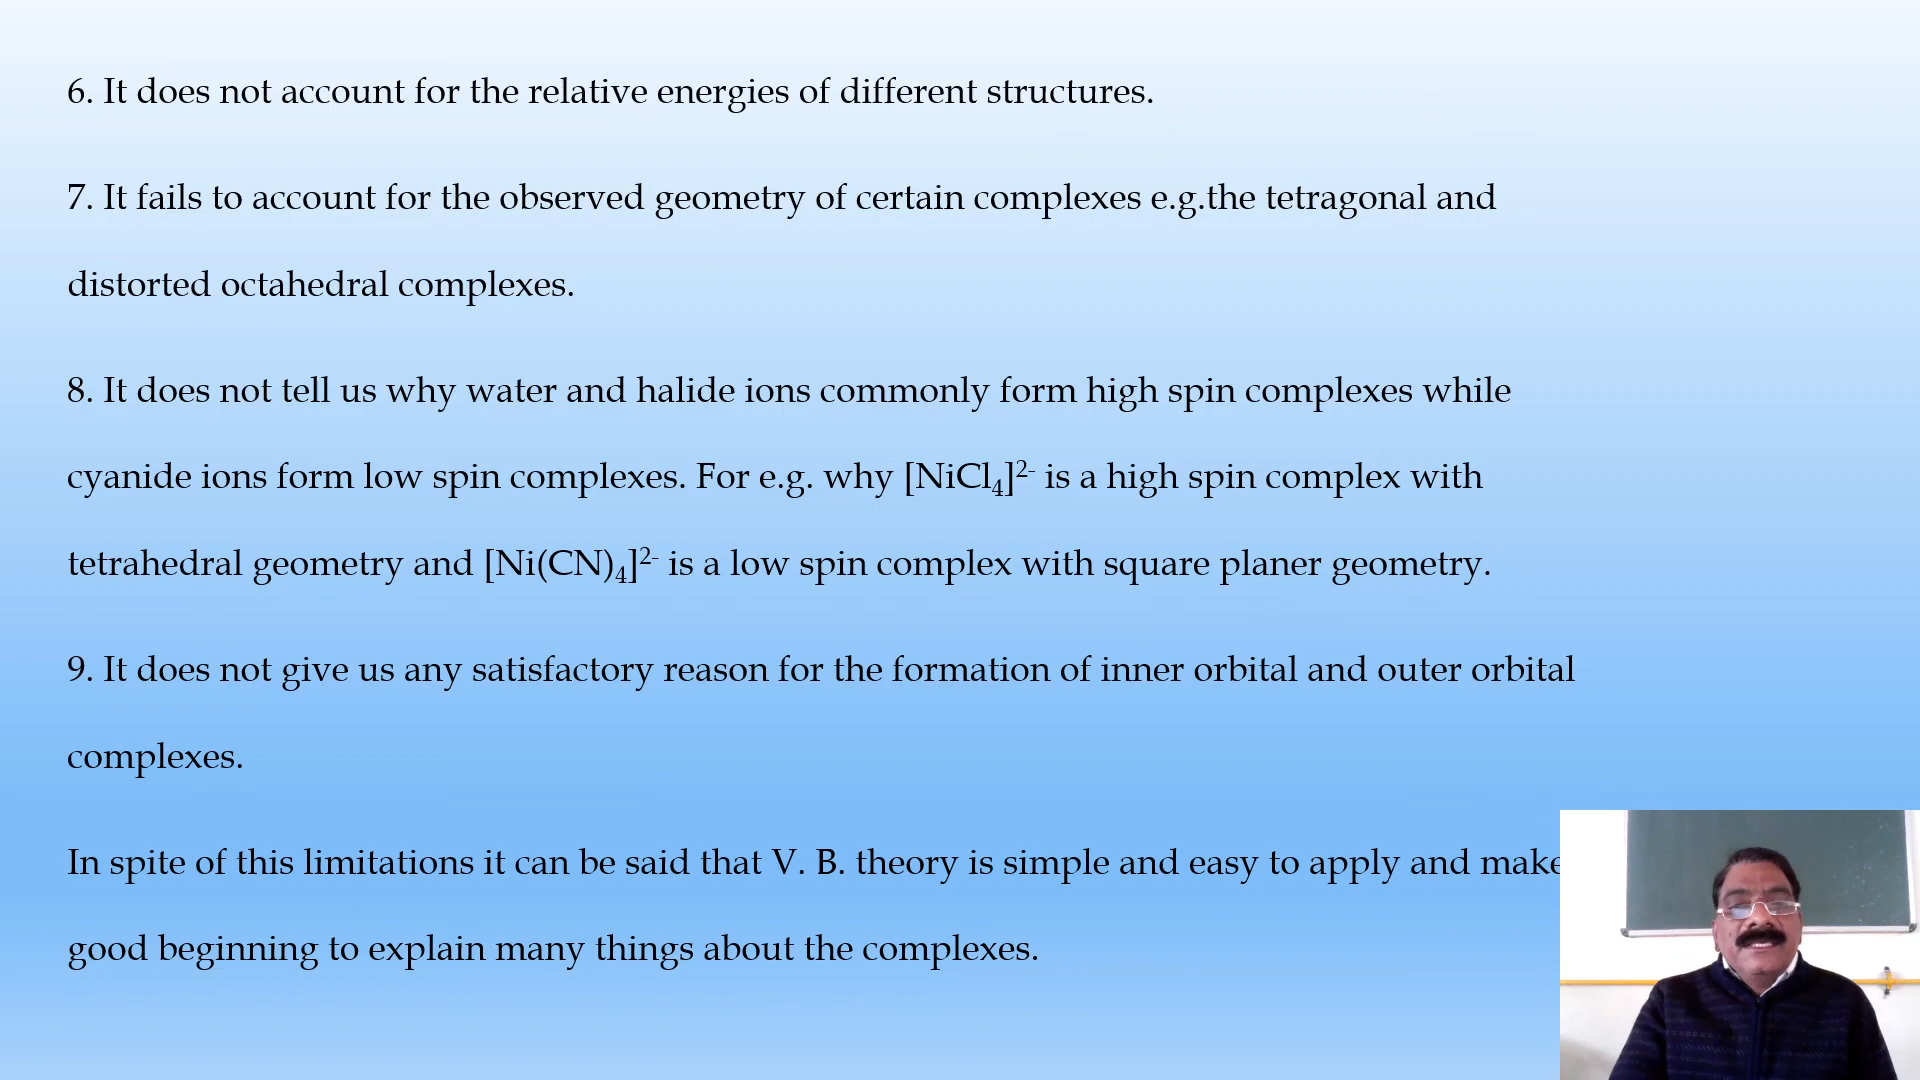 6. It does not account for the relative energies of different structures.
7. It fails to account for the observed geometry of certain complexes e.g.the tetragonal and
distorted octahedral complexes.
8. It does not tell us why water and halide ions commonly form high spin complexes while
cyanide ions form low spin complexes. For e.g. why [NiCl₄]²⁻ is a high spin complex with
tetrahedral geometry and [Ni(CN)₄]²⁻ is a low spin complex with square planer geometry.
9. It does not give us any satisfactory reason for the formation of inner orbital and outer orbital
complexes.
In spite of this limitations it can be said that V. B. theory is simple and easy to apply and make
good beginning to explain many things about the complexes.